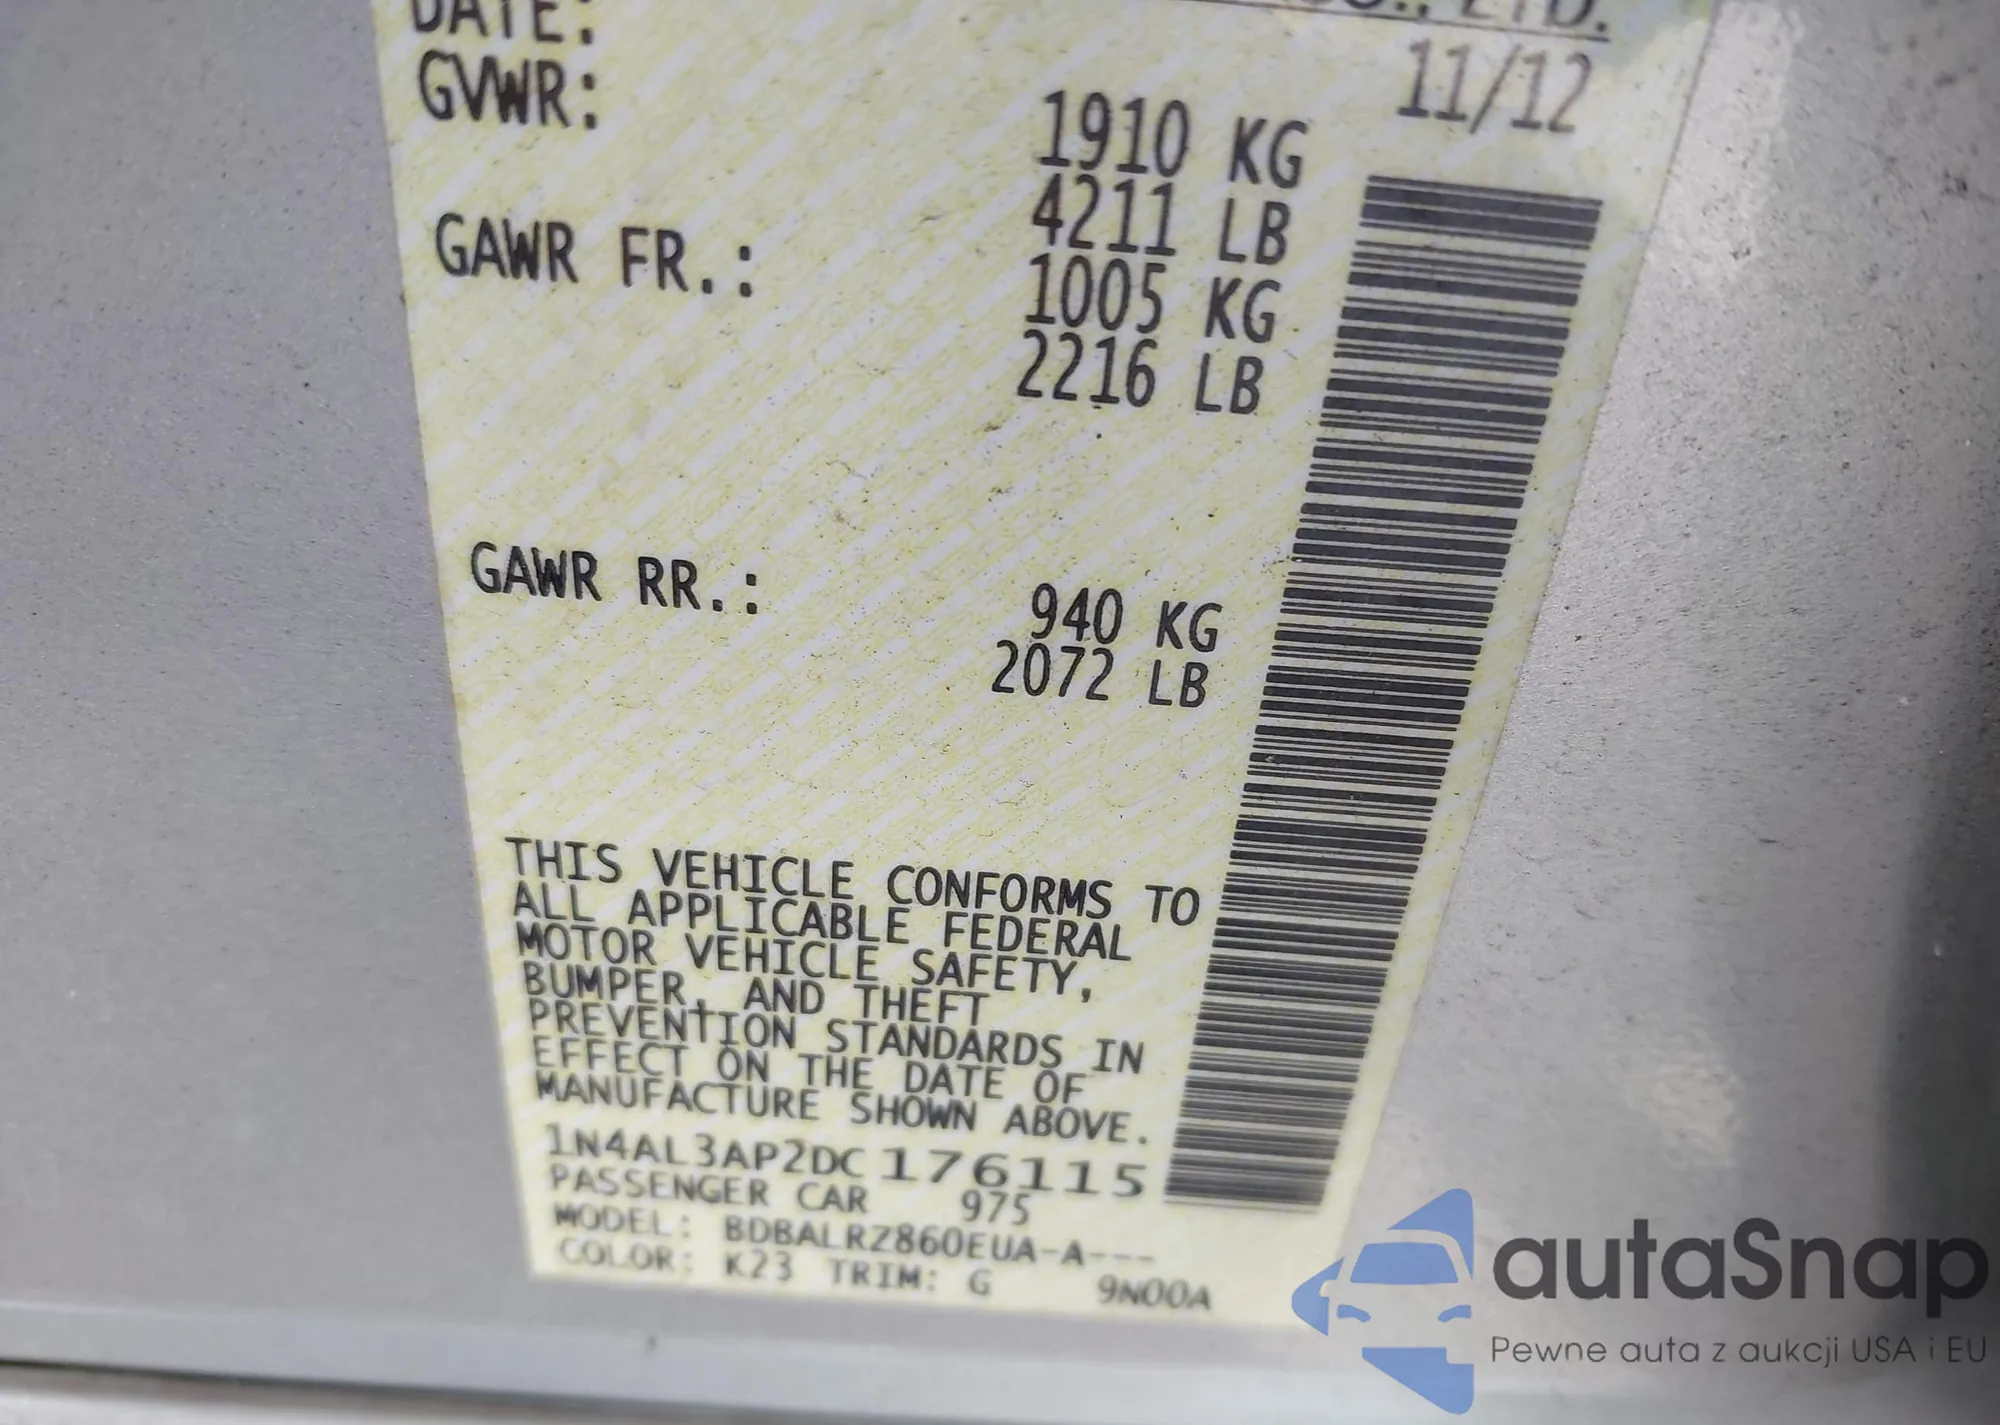 CO., LTD.
DATE: 11/12
GVWR: 1910 KG
4211 LB
GAWR FR.: 1005 KG
2216 LB
GAWR RR.: 940 KG
2072 LB
THIS VEHICLE CONFORMS TO
ALL APPLICABLE FEDERAL
MOTOR VEHICLE SAFETY,
BUMPER, AND THEFT
PREVENTION STANDARDS IN
EFFECT ON THE DATE OF
MANUFACTURE SHOWN ABOVE.
1N4AL3AP2DC176115
PASSENGER CAR 975
MODEL: BDBALRZ860EUA-A---
COLOR: K23 TRIM: G 9N00A
autaSnap
Pewne auta z aukcji USA i EU